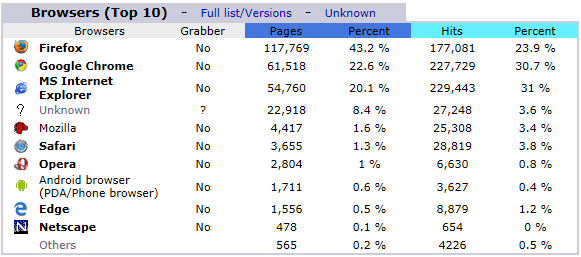 Browsers (Top 10) - Full list/Versions - Unknown
Browsers Grabber Pages Percent Hits Percent
Firefox No 117,769 43.2 % 177,081 23.9 %
Google Chrome No 61,518 22.6 % 227,729 30.7 %
MS Internet
Explorer No 54,760 20.1 % 229,443 31 %
Unknown ? 22,918 8.4 % 27,248 3.6 %
Mozilla No 4,417 1.6 % 25,308 3.4 %
Safari No 3,655 1.3 % 28,819 3.8 %
Opera No 2,804 1 % 6,630 0.8 %
Android browser
(PDA/Phone browser) No 1,711 0.6 % 3,627 0.4 %
Edge No 1,556 0.5 % 8,879 1.2 %
Netscape No 478 0.1 % 654 0 %
Others 565 0.2 % 4226 0.5 %